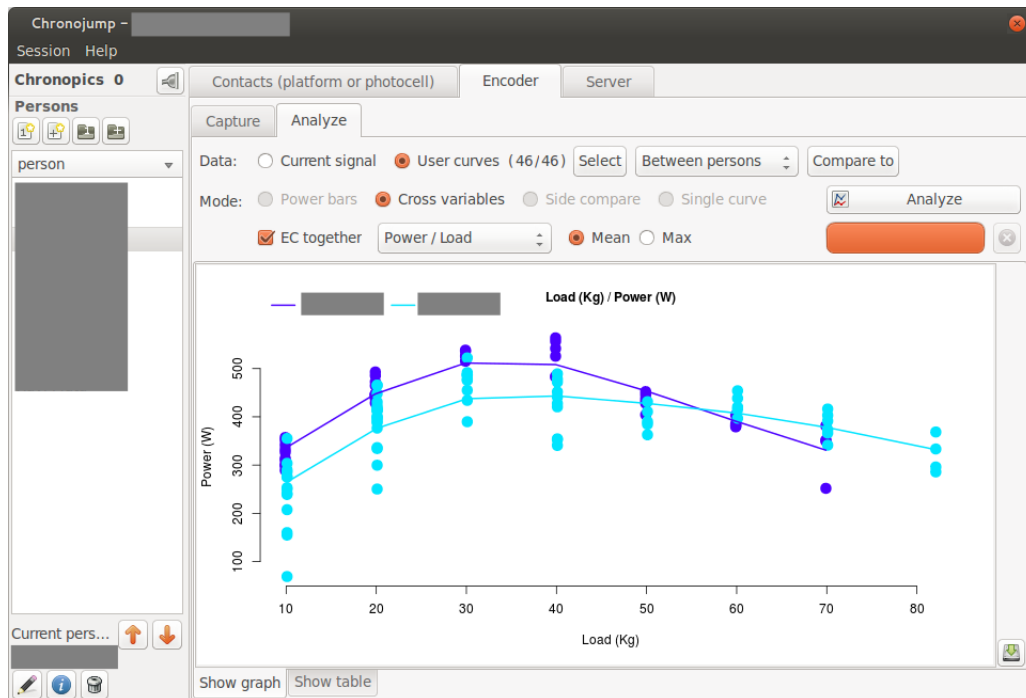 Chronojump –
Session Help
Chronopics 0
Contacts (platform or photocell) Encoder Server
Persons
Capture Analyze
person
Data: Current signal User curves (46/46) Select Between persons Compare to
Mode: Power bars Cross variables Side compare Single curve Analyze
EC together Power / Load Mean Max
Load (Kg) / Power (W)
Power (W)
500
400
300
200
100
10 20 30 40 50 60 70 80
Load (Kg)
Current pers...
Show graph Show table